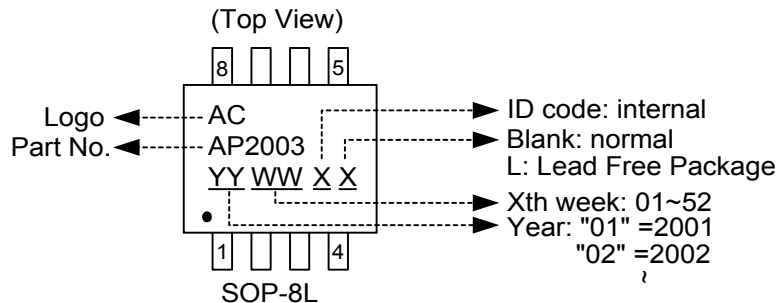 (Top View)
8 5
Logo AC ID code: internal
Part No. AP2003 Blank: normal
L: Lead Free Package
YY WW X X
Xth week: 01~52
Year: "01" =2001
"02" =2002
~
1 4
SOP-8L